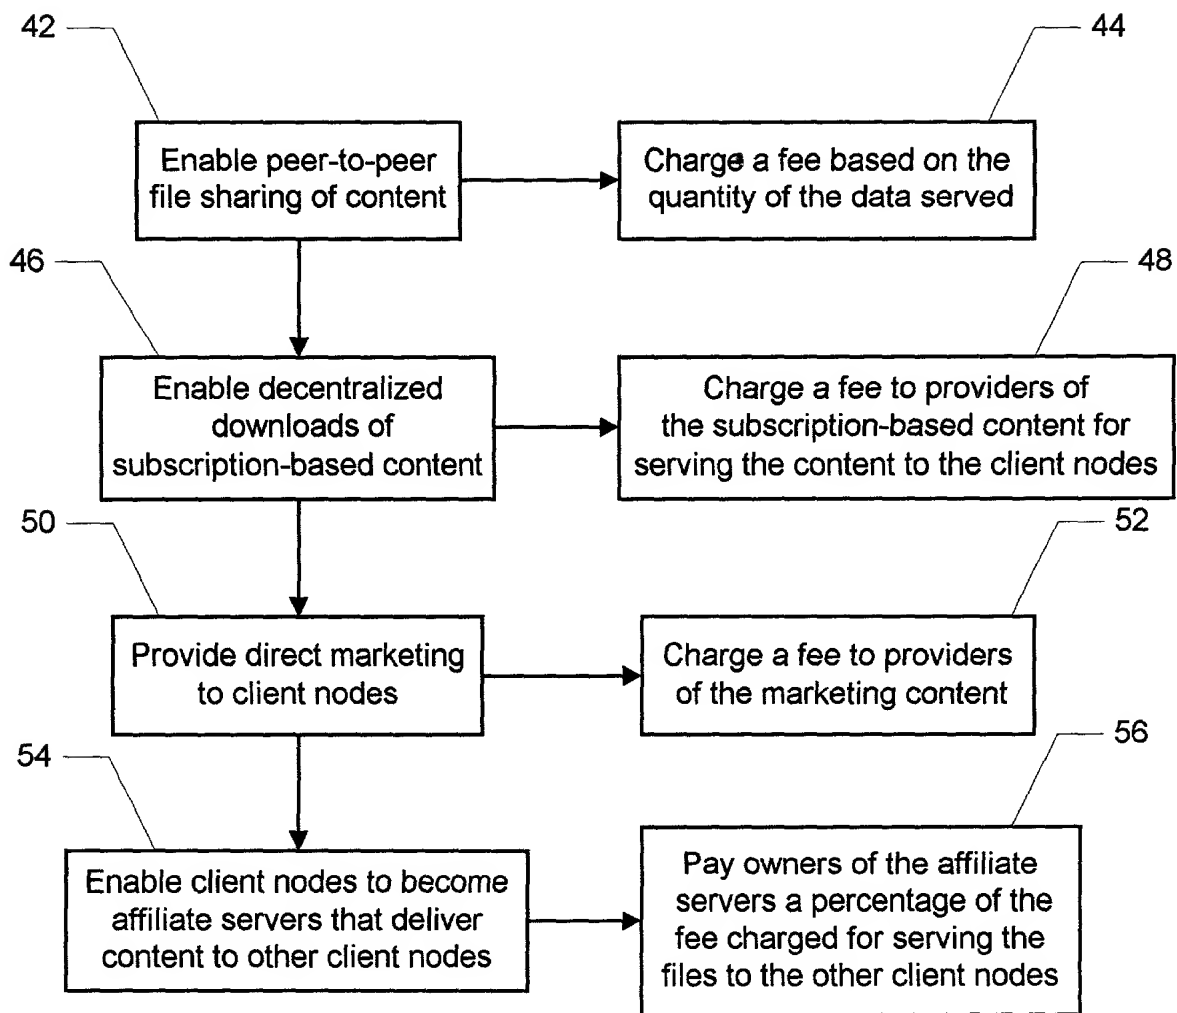 42
44
Enable peer-to-peer
file sharing of content
Charge a fee based on the
quantity of the data served
46
48
Enable decentralized
downloads of
subscription-based content
Charge a fee to providers of
the subscription-based content for
serving the content to the client nodes
50
52
Provide direct marketing
to client nodes
Charge a fee to providers
of the marketing content
54
56
Enable client nodes to become
affiliate servers that deliver
content to other client nodes
Pay owners of the affiliate
servers a percentage of the
fee charged for serving the
files to the other client nodes